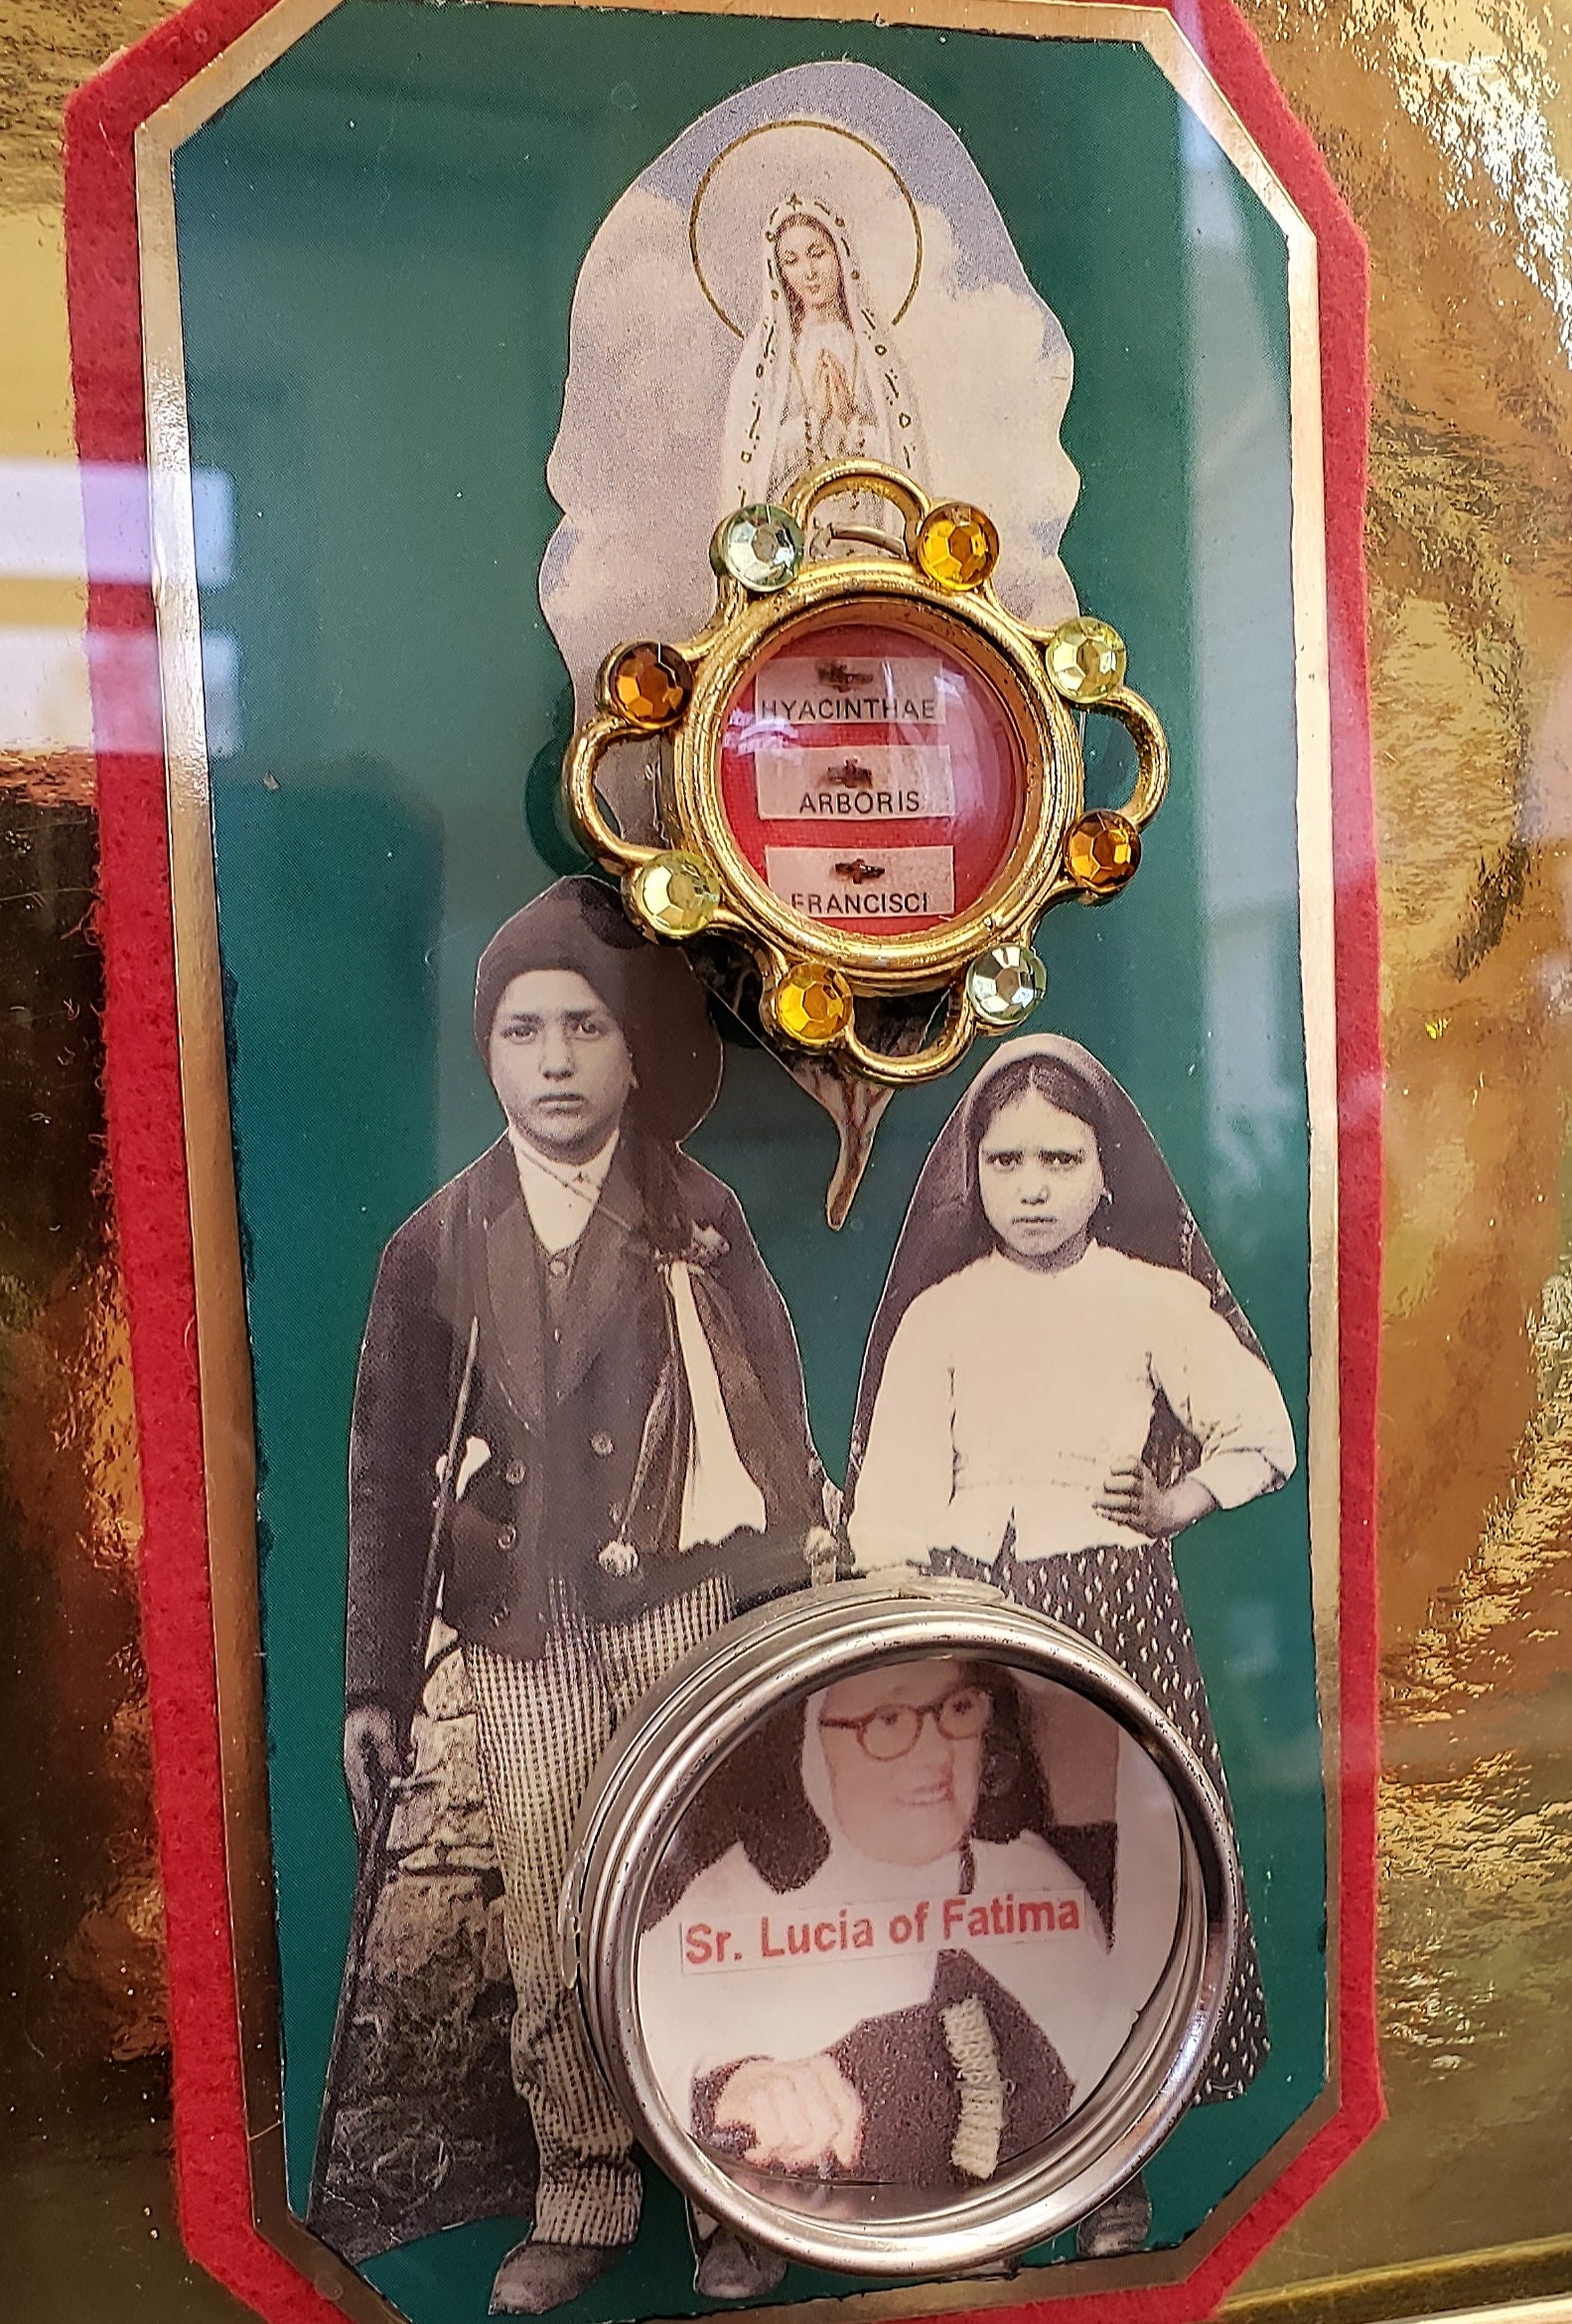 HYACINTHAE
ARBORIS
FRANCISCI
Sr. Lucia of Fatima